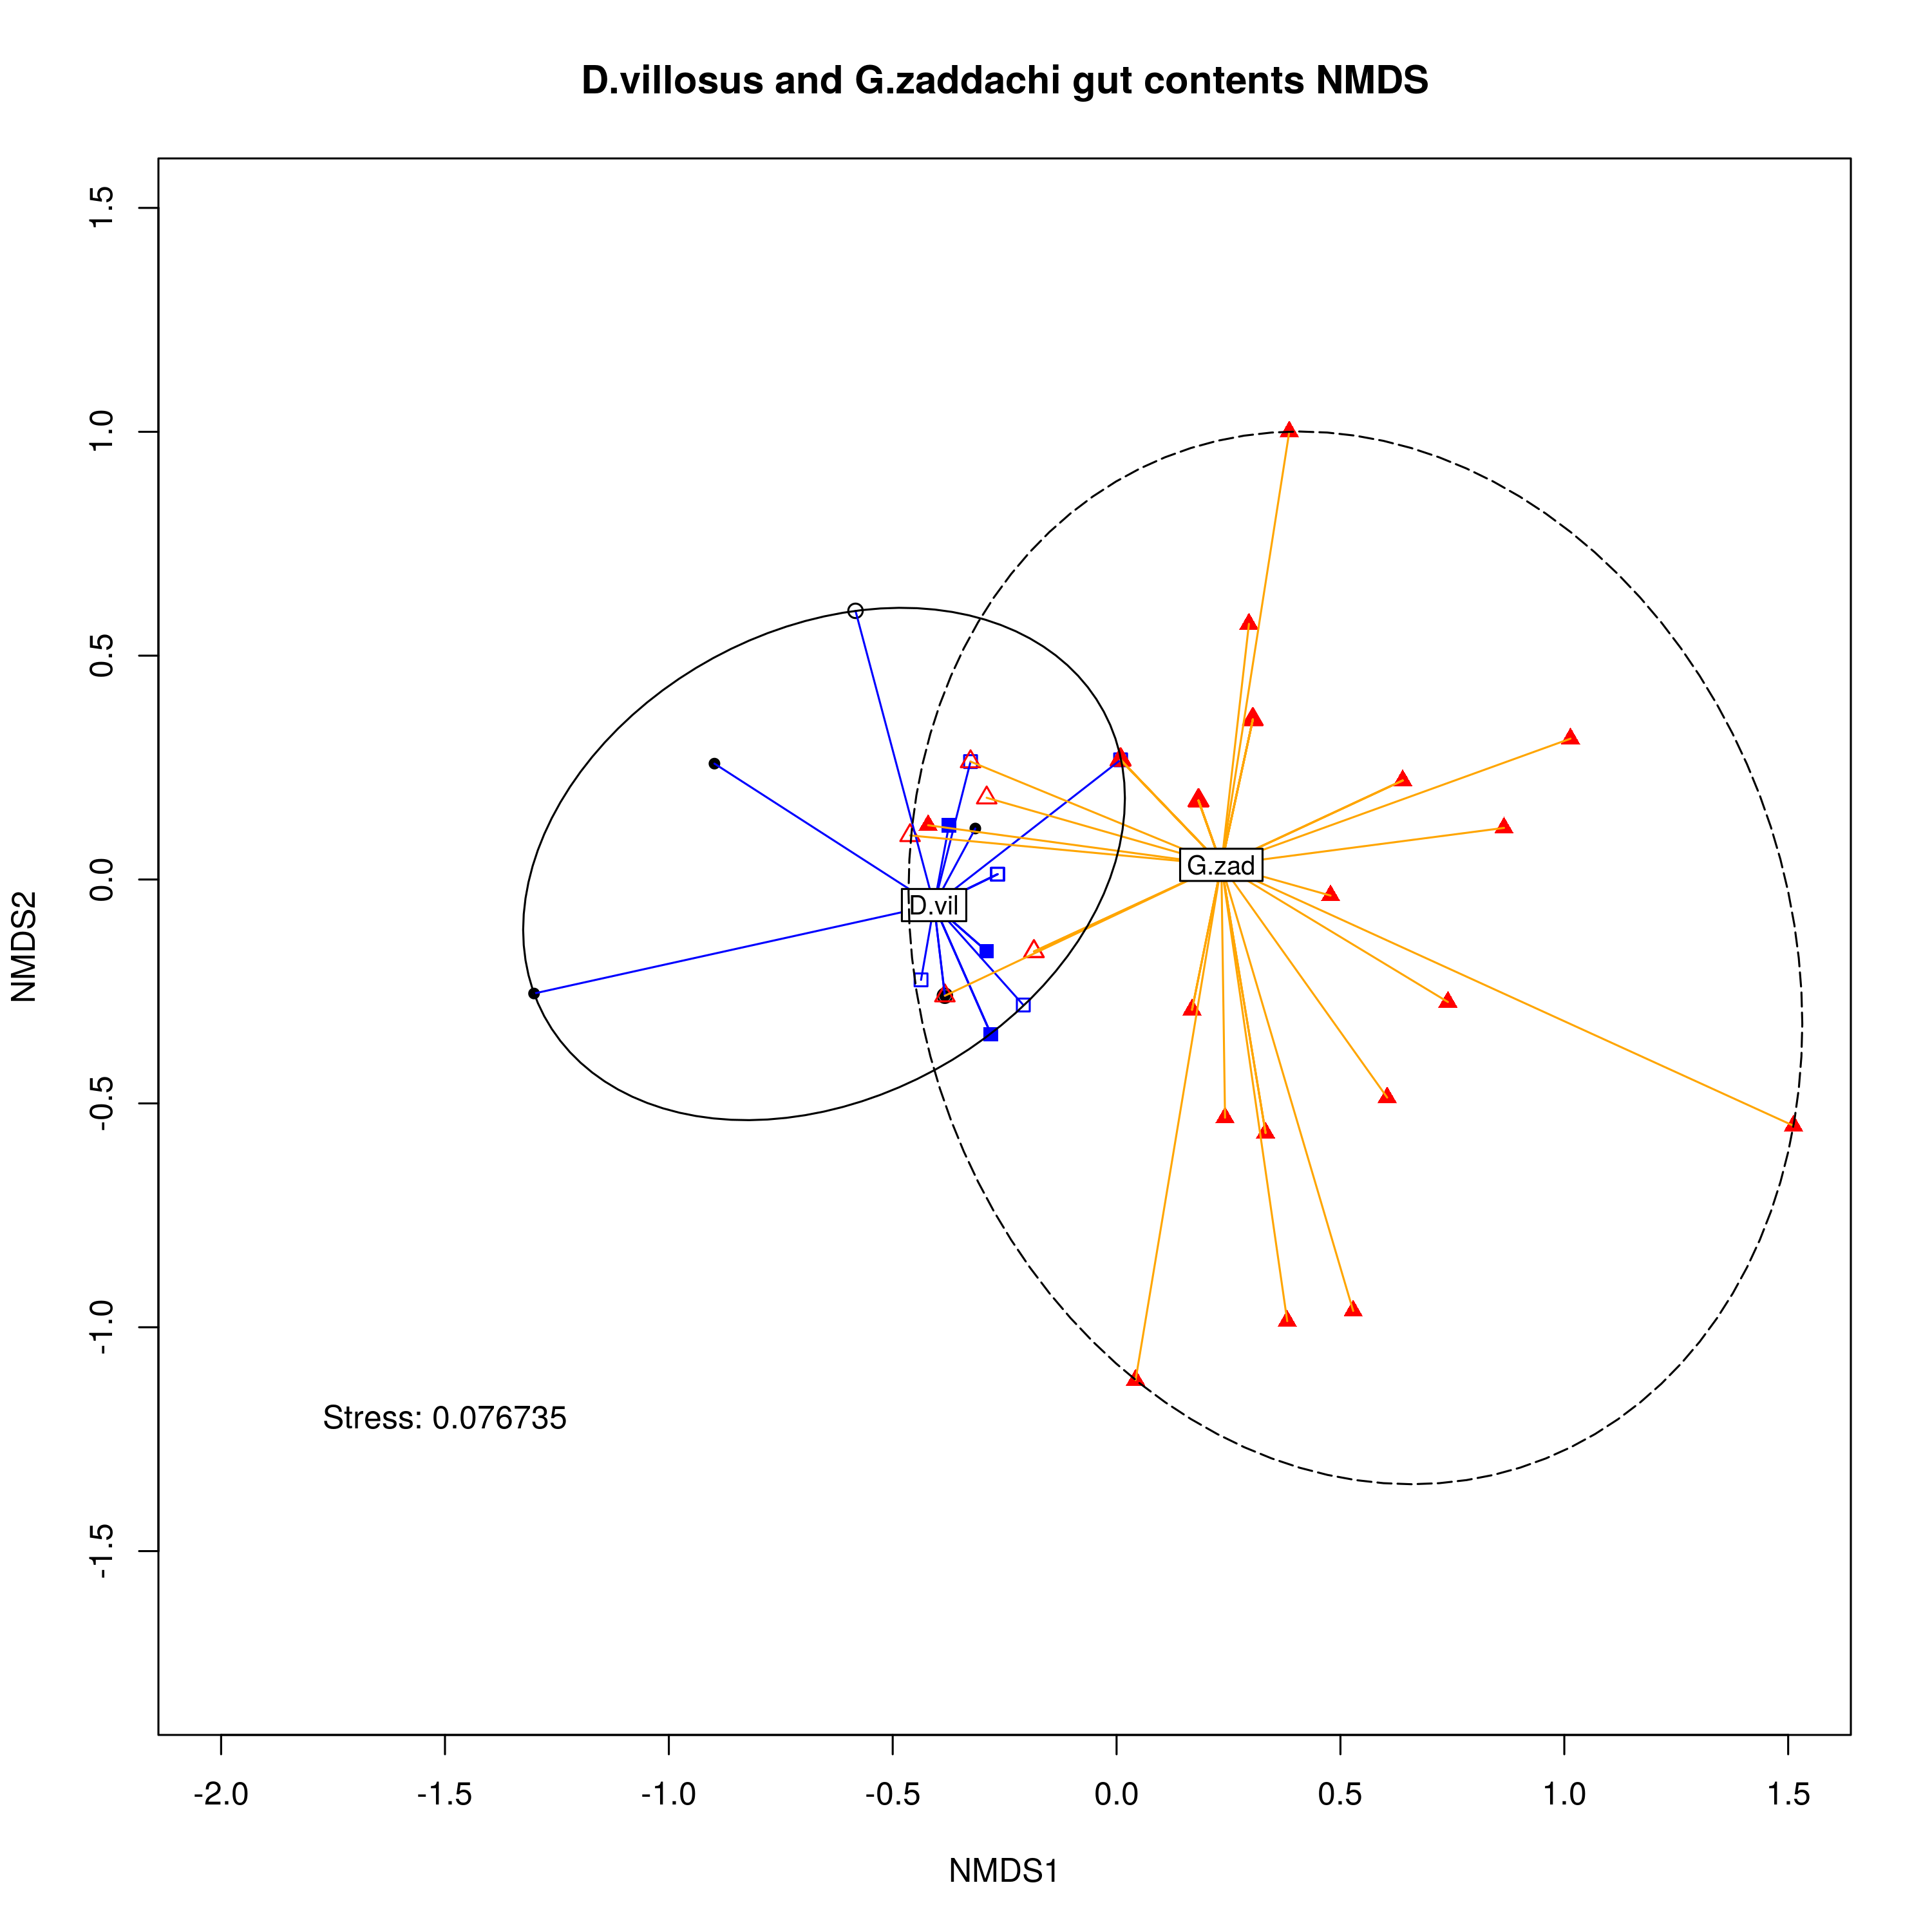 D.villosus and G.zaddachi gut contents NMDS
1.5
1.0
0.5
0.0
-0.5
-1.0
-1.5
NMDS2
G.zad
D.vil
Stress: 0.076735
-2.0 -1.5 -1.0 -0.5 0.0 0.5 1.0 1.5
NMDS1